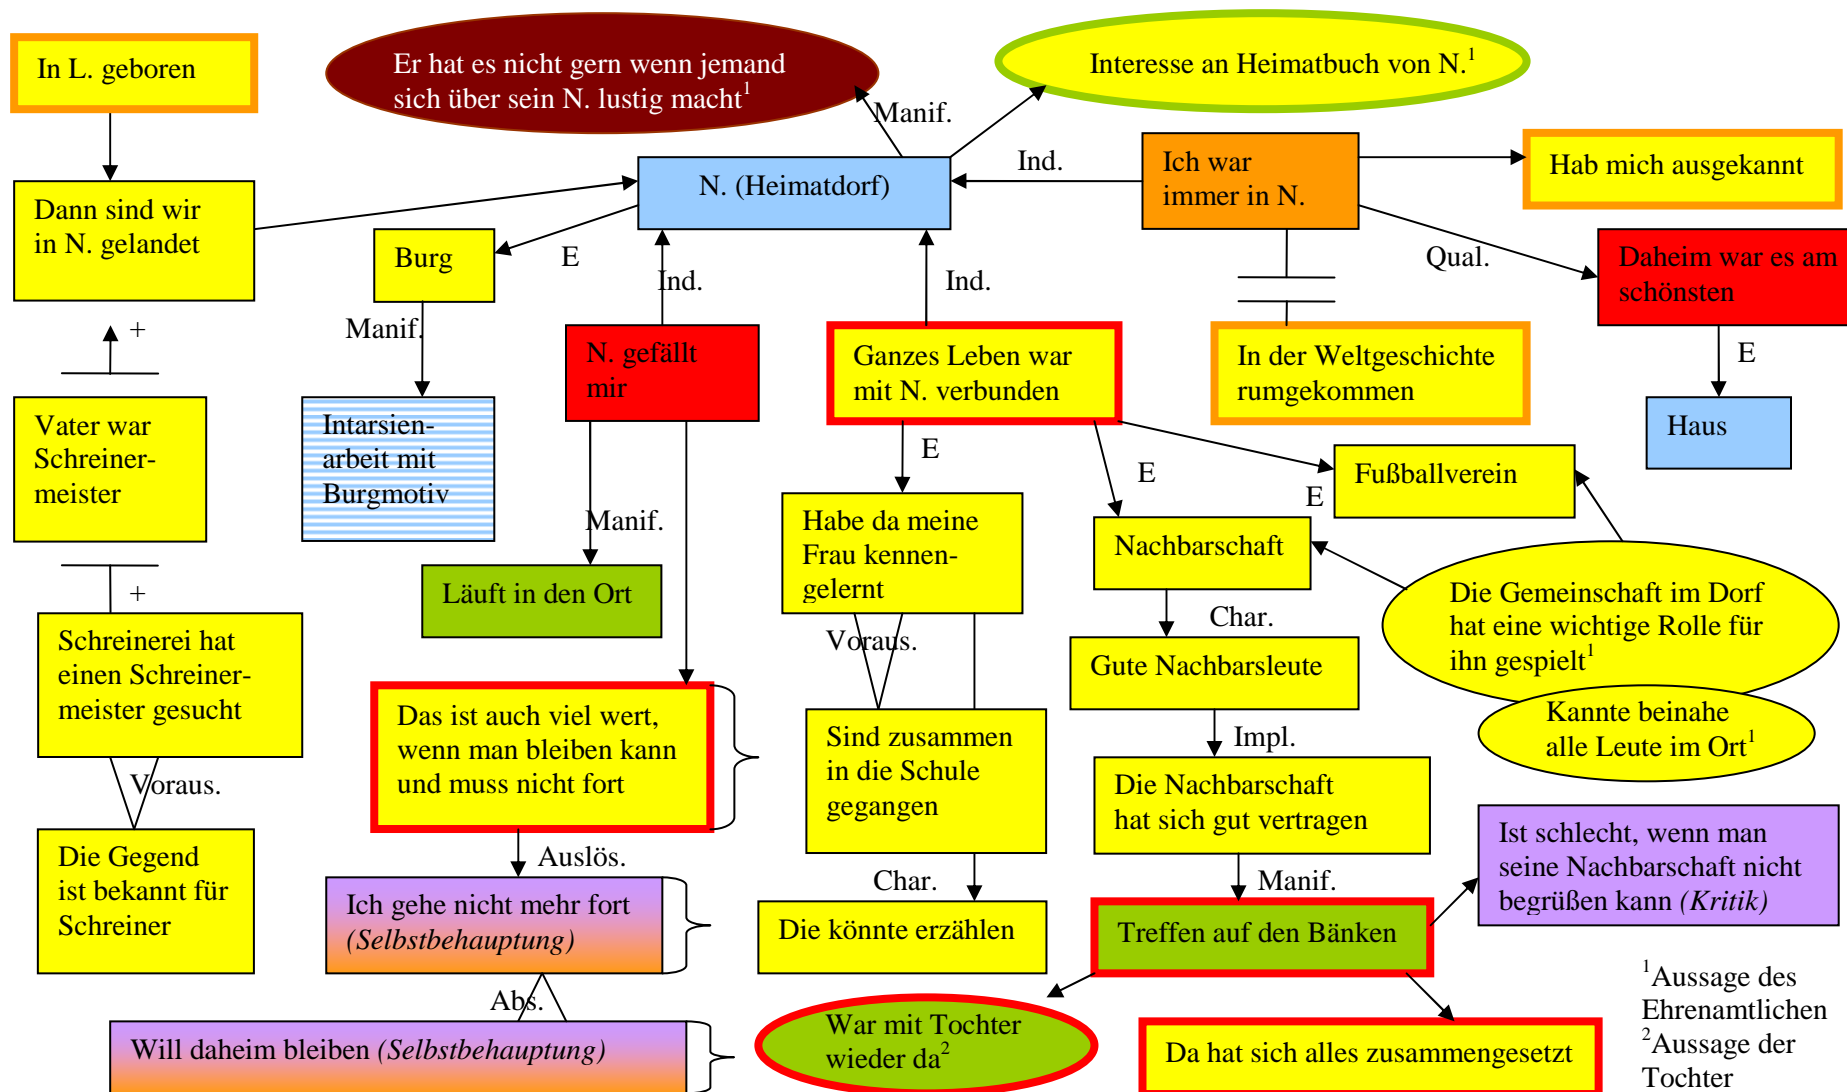 In L. geboren
Er hat es nicht gern wenn jemand
sich über sein N. lustig macht¹
Interesse an Heimatbuch von N.¹
Manif.
Dann sind wir
in N. gelandet
N. (Heimatdorf)
Ind.
Ich war
immer in N.
Hab mich ausgekannt
Burg
E
Ind.
Ind.
Qual.
Daheim war es am
schönsten
+
Manif.
N. gefällt
mir
Ganzes Leben war
mit N. verbunden
In der Weltgeschichte
rumgekommen
E
Vater war
Schreiner-
meister
Intarsien-
arbeit mit
Burgmotiv
Haus
E
E
E
Fußballverein
Manif.
Habe da meine
Frau kennen-
gelernt
Nachbarschaft
+
Läuft in den Ort
Die Gemeinschaft im Dorf
hat eine wichtige Rolle für
ihn gespielt¹
Char.
Schreinerei hat
einen Schreiner-
meister gesucht
Voraus.
Gute Nachbarsleute
Kannte beinahe
alle Leute im Ort¹
Das ist auch viel wert,
wenn man bleiben kann
und muss nicht fort
Sind zusammen
in die Schule
gegangen
Impl.
Voraus.
Die Nachbarschaft
hat sich gut vertragen
Ist schlecht, wenn man
seine Nachbarschaft nicht
begrüßen kann (Kritik)
Die Gegend
ist bekannt für
Schreiner
Auslös.
Char.
Manif.
Ich gehe nicht mehr fort
(Selbstbehauptung)
Die könnte erzählen
Treffen auf den Bänken
Abs.
Will daheim bleiben (Selbstbehauptung)
War mit Tochter
wieder da²
Da hat sich alles zusammengesetzt
¹Aussage des
Ehrenamtlichen
²Aussage der
Tochter